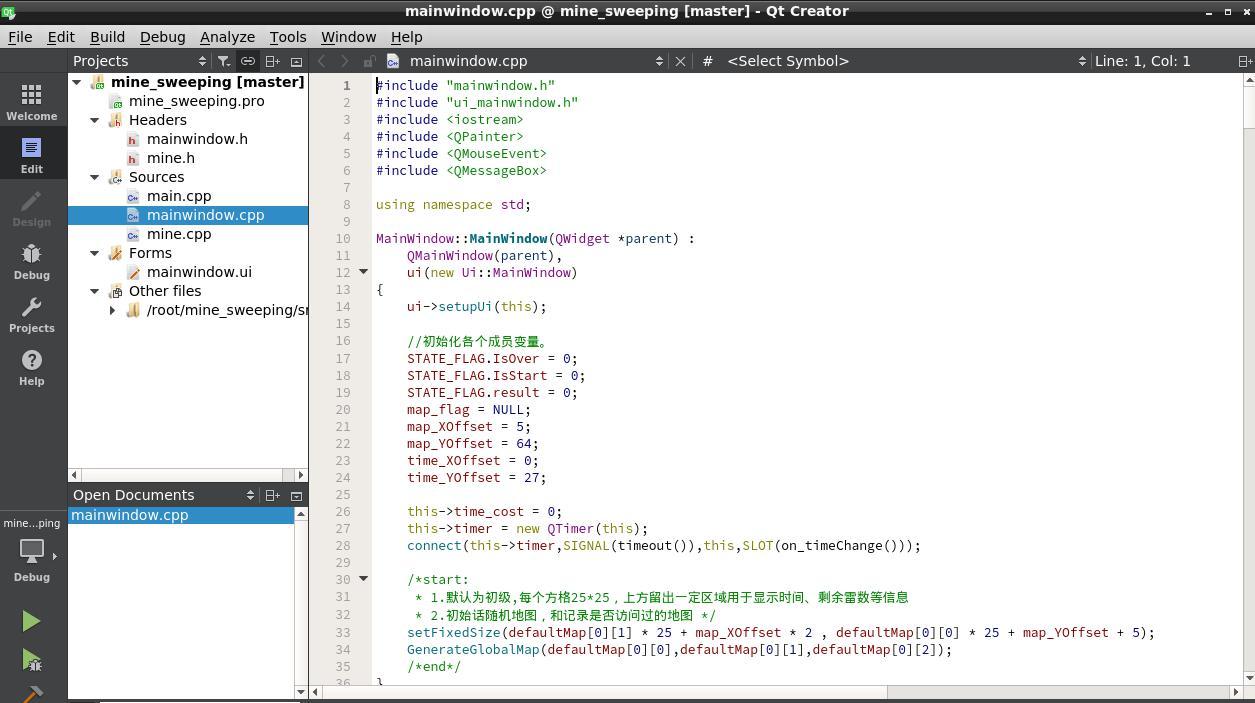 mainwindow.cpp @ mine_sweeping [master] - Qt Creator
File Edit Build Debug Analyze Tools Window Help
Projects
mainwindow.cpp
# <Select Symbol>
Line: 1, Col: 1
Welcome
Edit
Design
Debug
Projects
Help
mine...ping
Debug
mine_sweeping [master]
mine_sweeping.pro
Headers
mainwindow.h
mine.h
Sources
main.cpp
mainwindow.cpp
mine.cpp
Forms
mainwindow.ui
Other files
/root/mine_sweeping/sr
Open Documents
mainwindow.cpp
1 #include "mainwindow.h"
2 #include "ui_mainwindow.h"
3 #include <iostream>
4 #include <QPainter>
5 #include <QMouseEvent>
6 #include <QMessageBox>
7
8 using namespace std;
9
10 MainWindow::MainWindow(QWidget *parent) :
11 QMainWindow(parent),
12 ui(new Ui::MainWindow)
13 {
14 ui->setupUi(this);
15
16 //初始化各个成员变量。
17 STATE_FLAG.IsOver = 0;
18 STATE_FLAG.IsStart = 0;
19 STATE_FLAG.result = 0;
20 map_flag = NULL;
21 map_XOffset = 5;
22 map_YOffset = 64;
23 time_XOffset = 0;
24 time_YOffset = 27;
25
26 this->time_cost = 0;
27 this->timer = new QTimer(this);
28 connect(this->timer,SIGNAL(timeout()),this,SLOT(on_timeChange()));
29
30 /*start:
31 * 1.默认为初级,每个方格25*25，上方留出一定区域用于显示时间、剩余雷数等信息
32 * 2.初始话随机地图，和记录是否访问过的地图 */
33 setFixedSize(defaultMap[0][1] * 25 + map_XOffset * 2 , defaultMap[0][0] * 25 + map_YOffset + 5);
34 GenerateGlobalMap(defaultMap[0][0],defaultMap[0][1],defaultMap[0][2]);
35 /*end*/
36 }